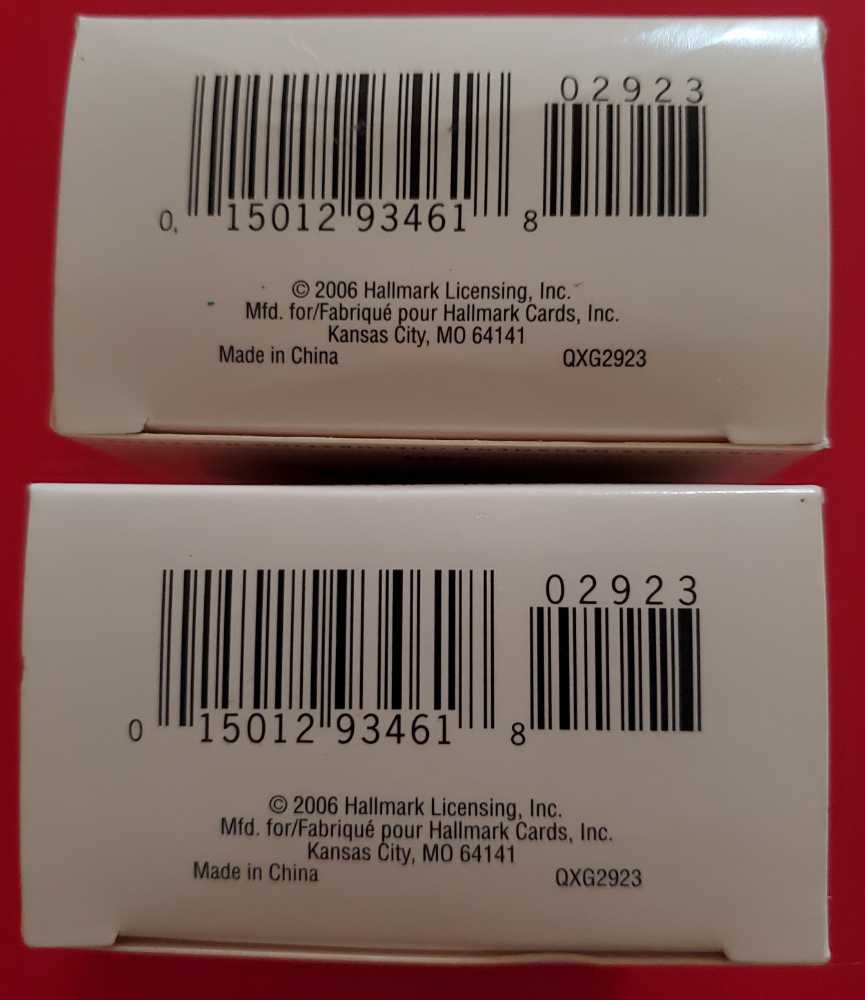 02923
0 15012 93461 8
© 2006 Hallmark Licensing, Inc.
Mfd. for/Fabriqué pour Hallmark Cards, Inc.
Kansas City, MO 64141
Made in China QXG2923
02923
0 15012 93461 8
© 2006 Hallmark Licensing, Inc.
Mfd. for/Fabriqué pour Hallmark Cards, Inc.
Kansas City, MO 64141
Made in China QXG2923